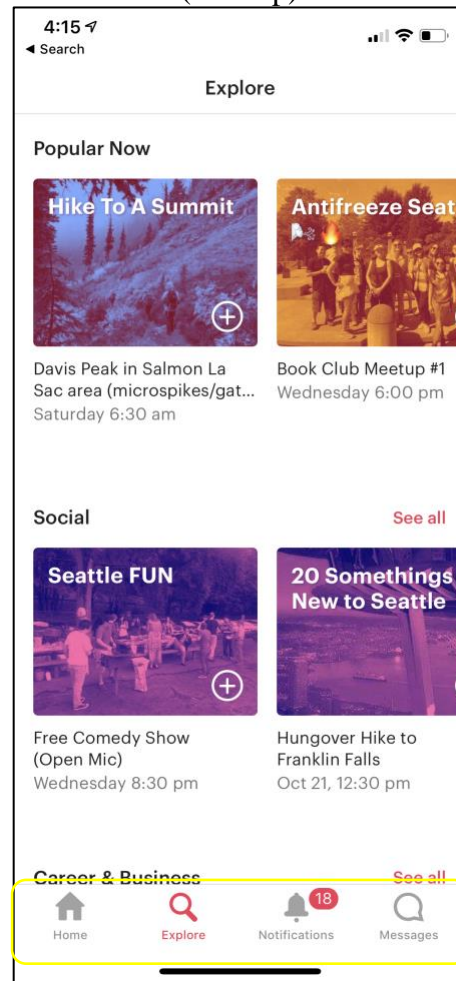 4:15
◀ Search
Explore
Popular Now
Hike To A Summit
Antifreeze Seat
Davis Peak in Salmon La
Sac area (microspikes/gat...
Saturday 6:30 am
Book Club Meetup #1
Wednesday 6:00 pm
Social
See all
Seattle FUN
20 Somethings
New to Seattle
Free Comedy Show
(Open Mic)
Wednesday 8:30 pm
Hungover Hike to
Franklin Falls
Oct 21, 12:30 pm
Career & Business
See all
18
Home
Explore
Notifications
Messages